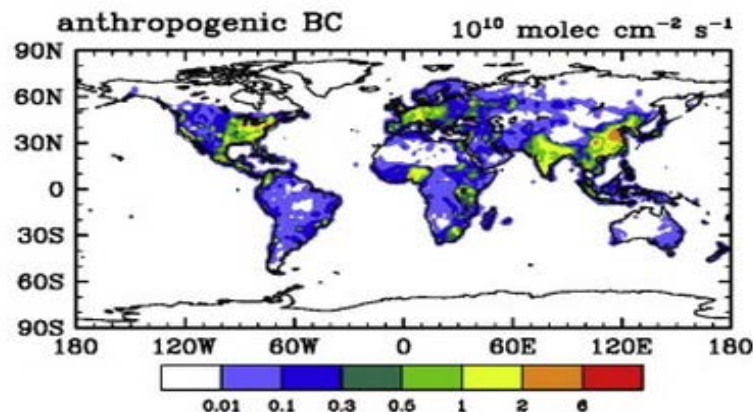 anthropogenic BC 10¹⁰ molec cm⁻² s⁻¹
90N
60N
30N
0
30S
60S
90S
180 120W 60W 0 60E 120E 180
0.01 0.1 0.3 0.5 1 2 6